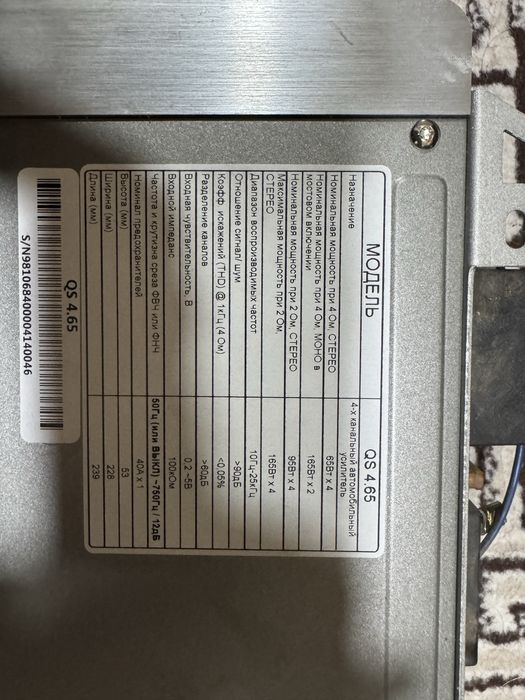 МОДЕЛЬ QS 4.65
Назначение 4-х канальный автомобильный усилитель
Номинальная мощность при 4 Ом, СТЕРЕО 65Вт x 4
Номинальная мощность при 4 Ом, МОНО в
мостовом включении 165Вт x 2
Номинальная мощность при 2 Ом, СТЕРЕО 95Вт x 4
Максимальная мощность при 2 Ом,
СТЕРЕО 165Вт x 4
Диапазон воспроизводимых частот 10Гц-25кГц
Отношение сигнал/ шум >90дБ
Коэфф. искажений (THD) @ 1кГц (4 Ом) <0.05%
Разделение каналов >60дБ
Входная чувствительность, В 0.2 ~5В
Входной импеданс 100кОм
Частота и крутизна среза ФВЧ или ФНЧ 50Гц (или ВЫКЛ) ~750Гц / 12дБ
Номинал предохранителей 40А x 1
Высота (мм) 53
Ширина (мм) 228
Длина (мм) 239
QS 4.65
S/N981068400004140046